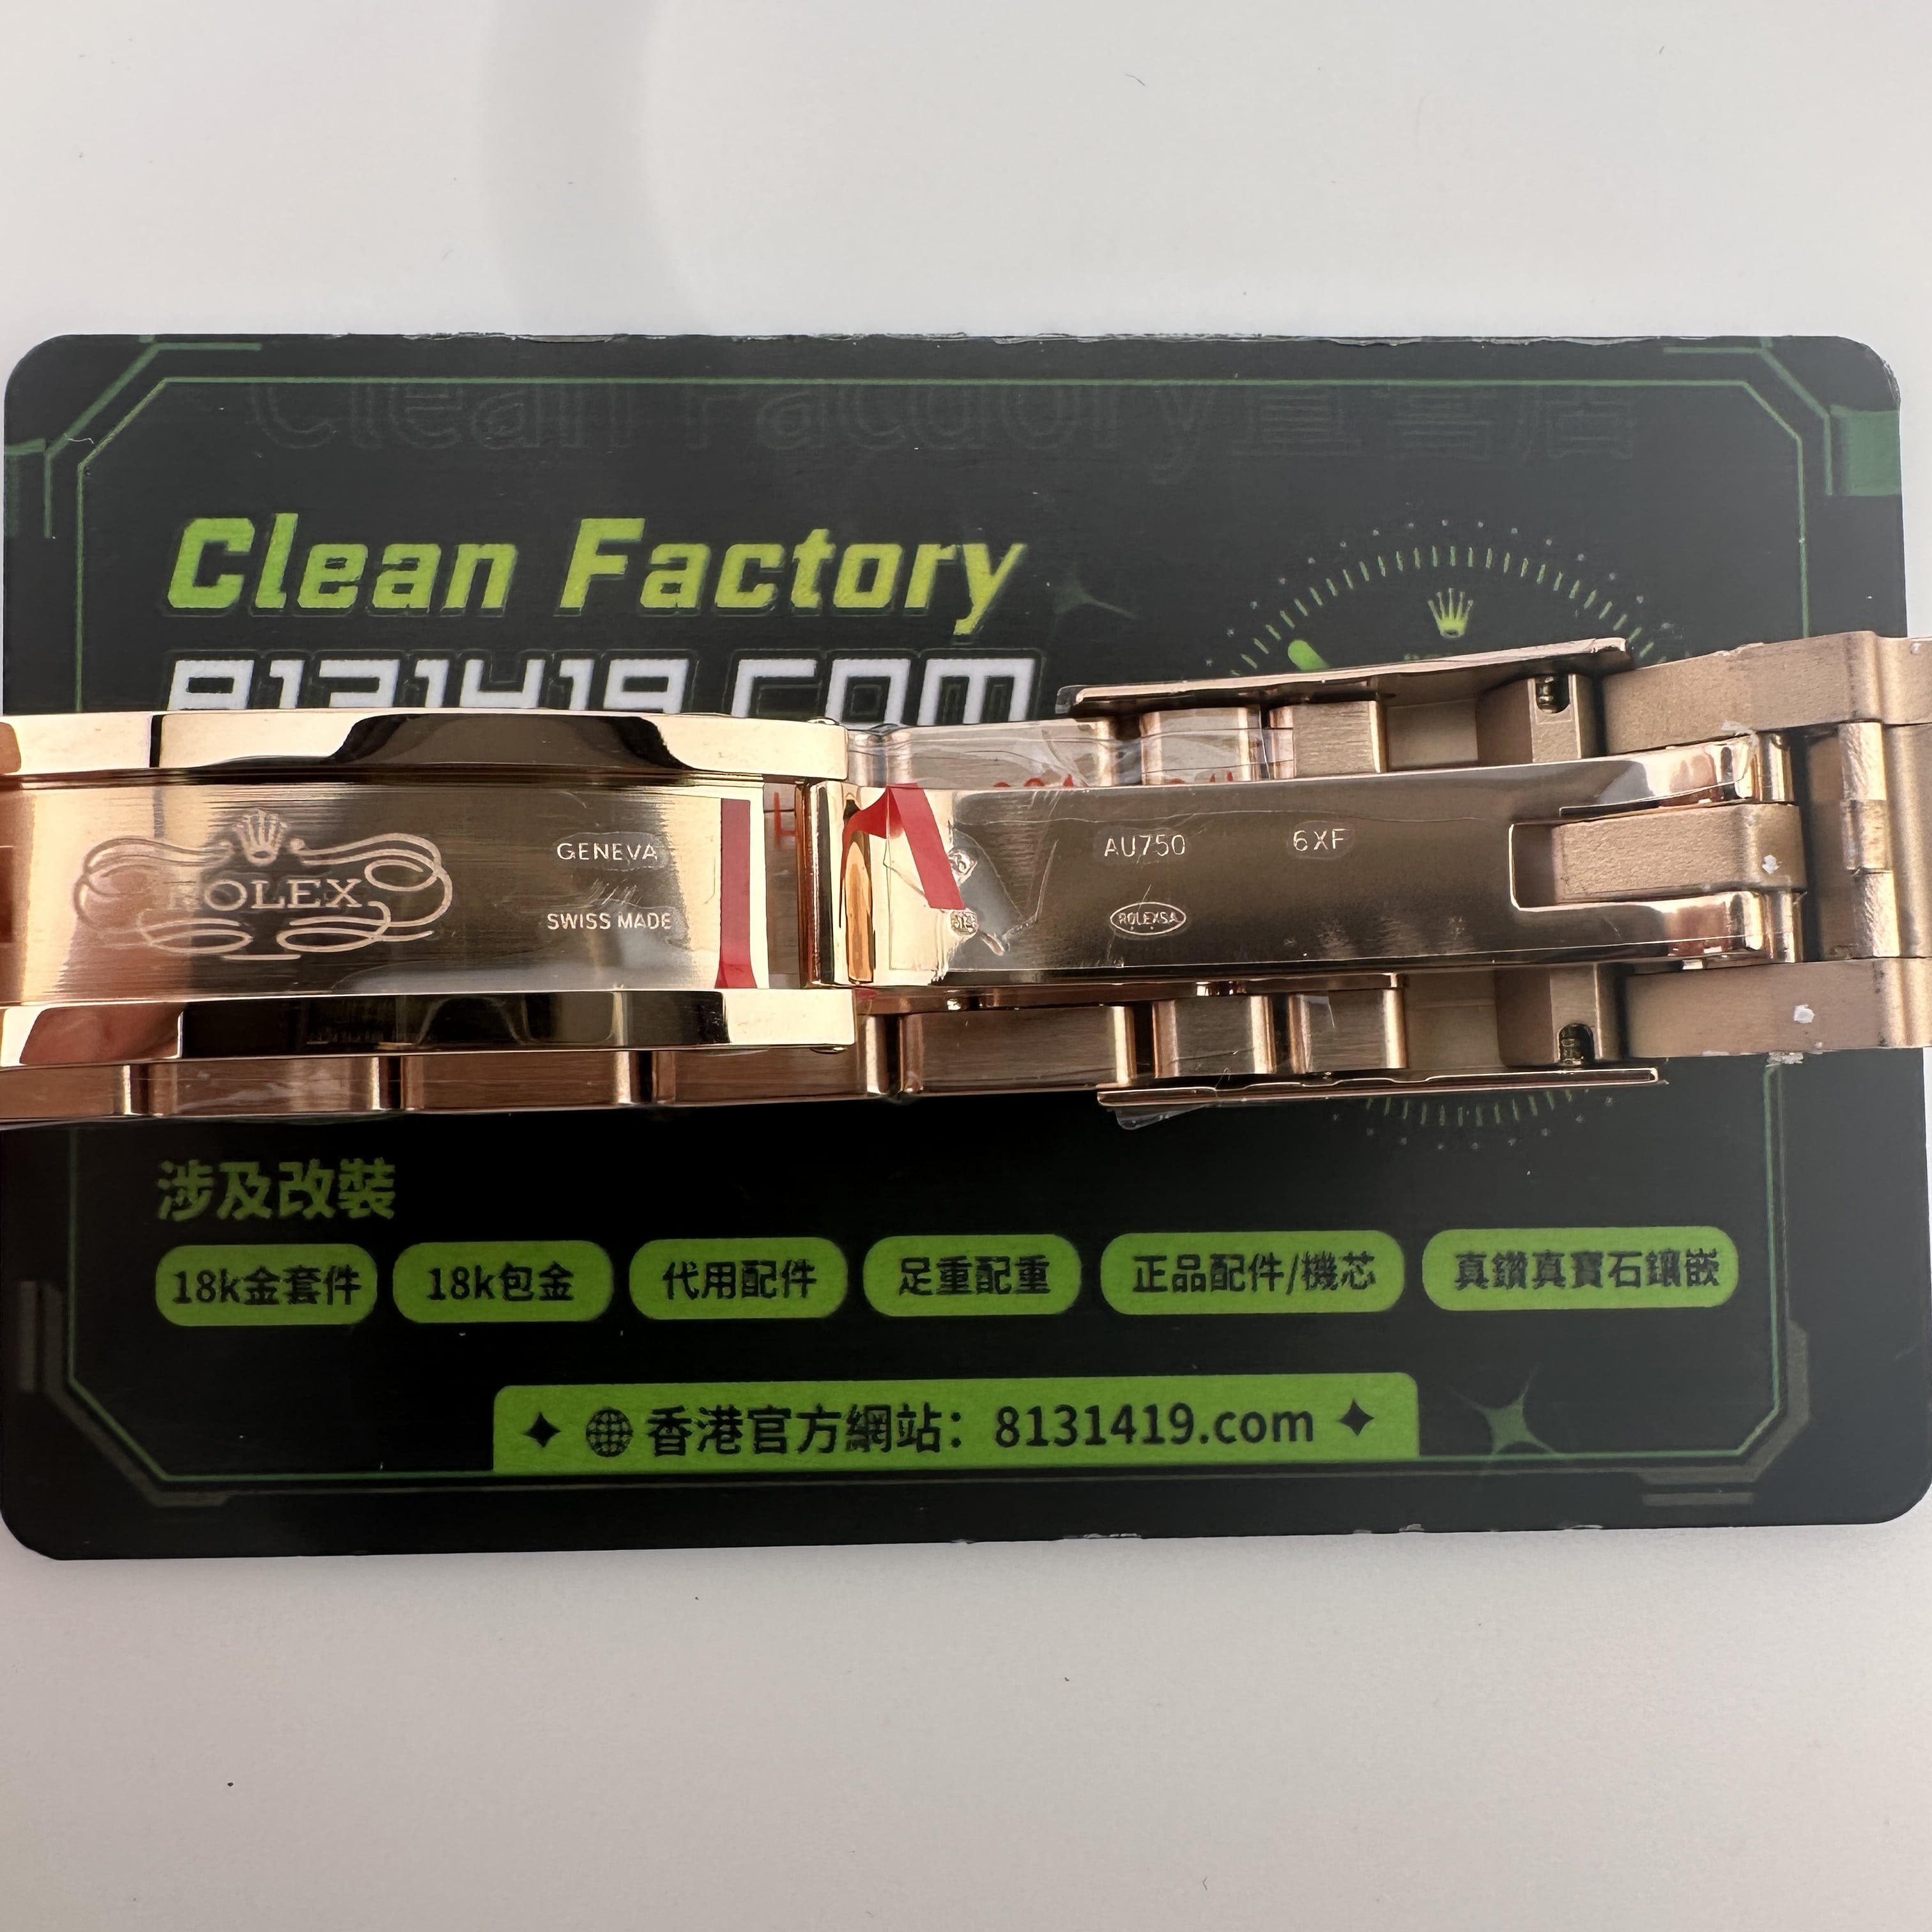 Clean Factory
8131419.COM
ROLEX
GENEVA
SWISS MADE
AU750
6XF
ROLEXSA
涉及改裝
18k金套件
18k包金
代用配件
足重配重
正品配件/機芯
真鑽真寶石鑲嵌
香港官方網站：8131419.com